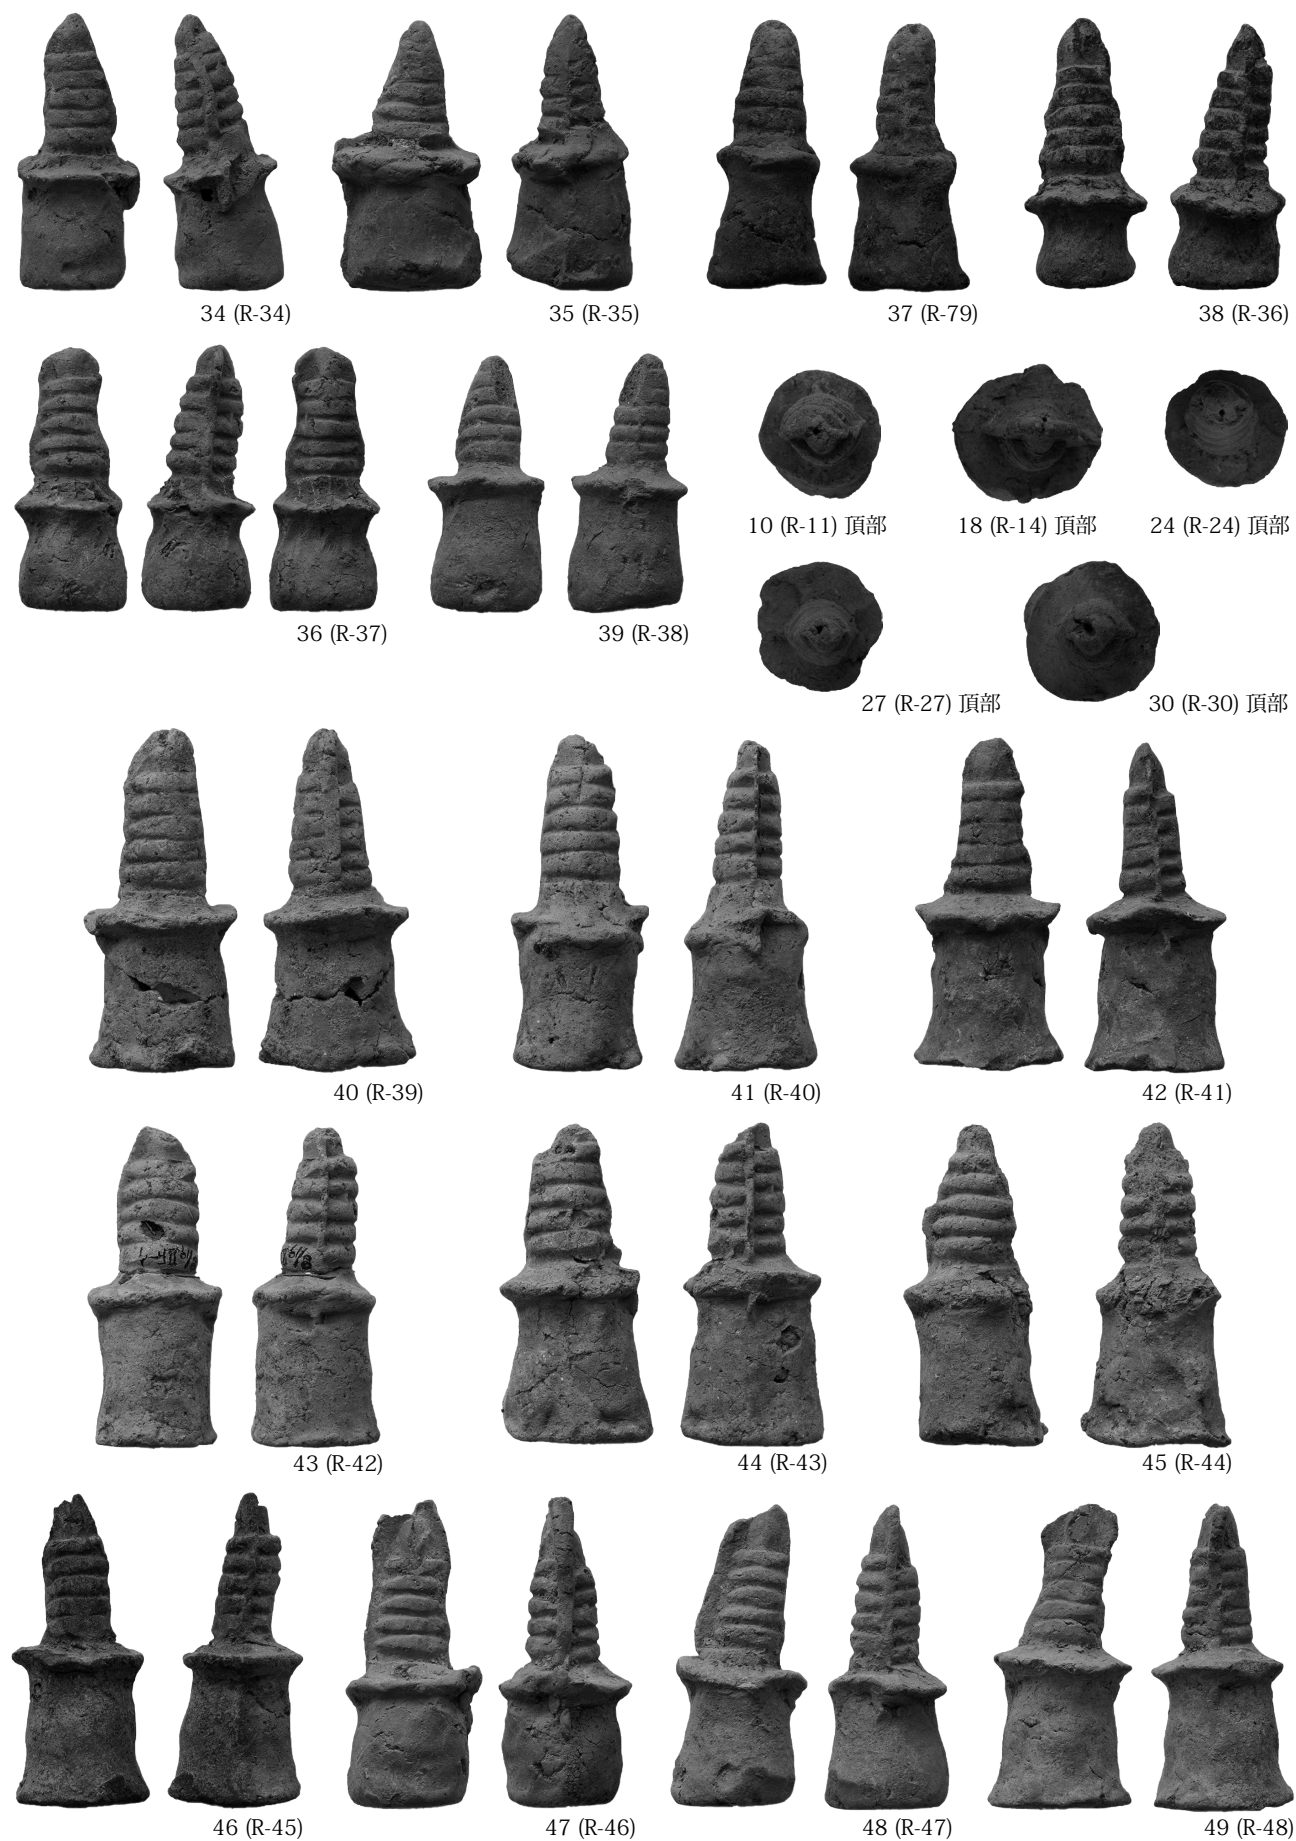 34 (R-34)
35 (R-35)
37 (R-79)
38 (R-36)
36 (R-37)
39 (R-38)
10 (R-11) 頂部
18 (R-14) 頂部
24 (R-24) 頂部
27 (R-27) 頂部
30 (R-30) 頂部
40 (R-39)
41 (R-40)
42 (R-41)
43 (R-42)
44 (R-43)
45 (R-44)
46 (R-45)
47 (R-46)
48 (R-47)
49 (R-48)